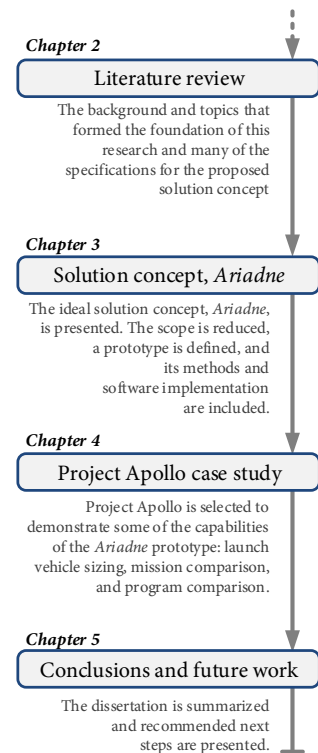 Chapter 2
Literature review
The background and topics that
formed the foundation of this
research and many of the
specifications for the proposed
solution concept
Chapter 3
Solution concept, Ariadne
The ideal solution concept, Ariadne,
is presented. The scope is reduced,
a prototype is defined, and
its methods and
software implementation
are included.
Chapter 4
Project Apollo case study
Project Apollo is selected to
demonstrate some of the capabilities
of the Ariadne prototype: launch
vehicle sizing, mission comparison,
and program comparison.
Chapter 5
Conclusions and future work
The dissertation is summarized
and recommended next
steps are presented.